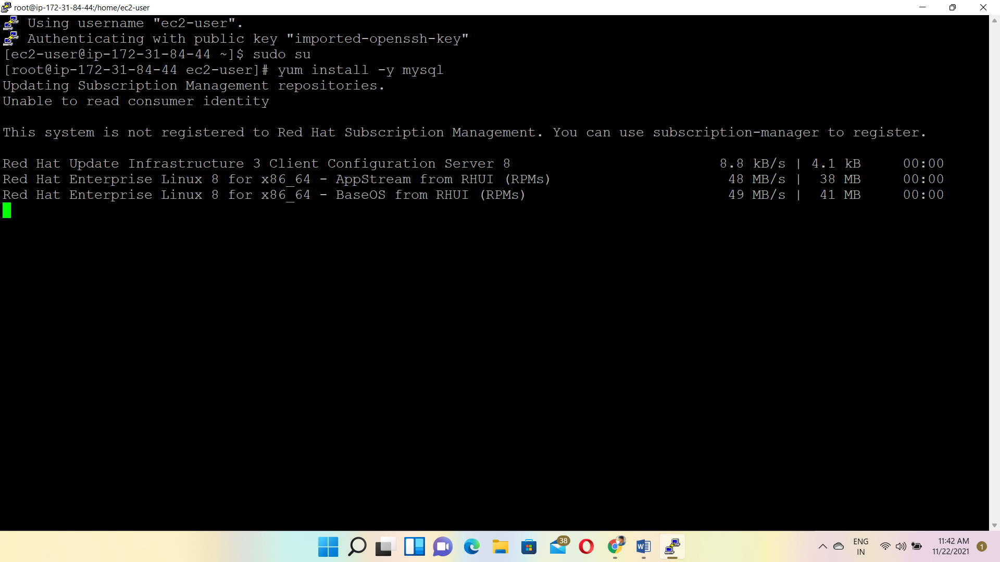 root@ip-172-31-84-44:/home/ec2-user
Using username "ec2-user".
Authenticating with public key "imported-openssh-key"
[ec2-user@ip-172-31-84-44 ~]$ sudo su
[root@ip-172-31-84-44 ec2-user]# yum install -y mysql
Updating Subscription Management repositories.
Unable to read consumer identity
This system is not registered to Red Hat Subscription Management. You can use subscription-manager to register.
Red Hat Update Infrastructure 3 Client Configuration Server 8 8.8 kB/s | 4.1 kB 00:00
Red Hat Enterprise Linux 8 for x86_64 - AppStream from RHUI (RPMs) 48 MB/s | 38 MB 00:00
Red Hat Enterprise Linux 8 for x86_64 - BaseOS from RHUI (RPMs) 49 MB/s | 41 MB 00:00
38
ENG
IN
11:42 AM
11/22/2021
1